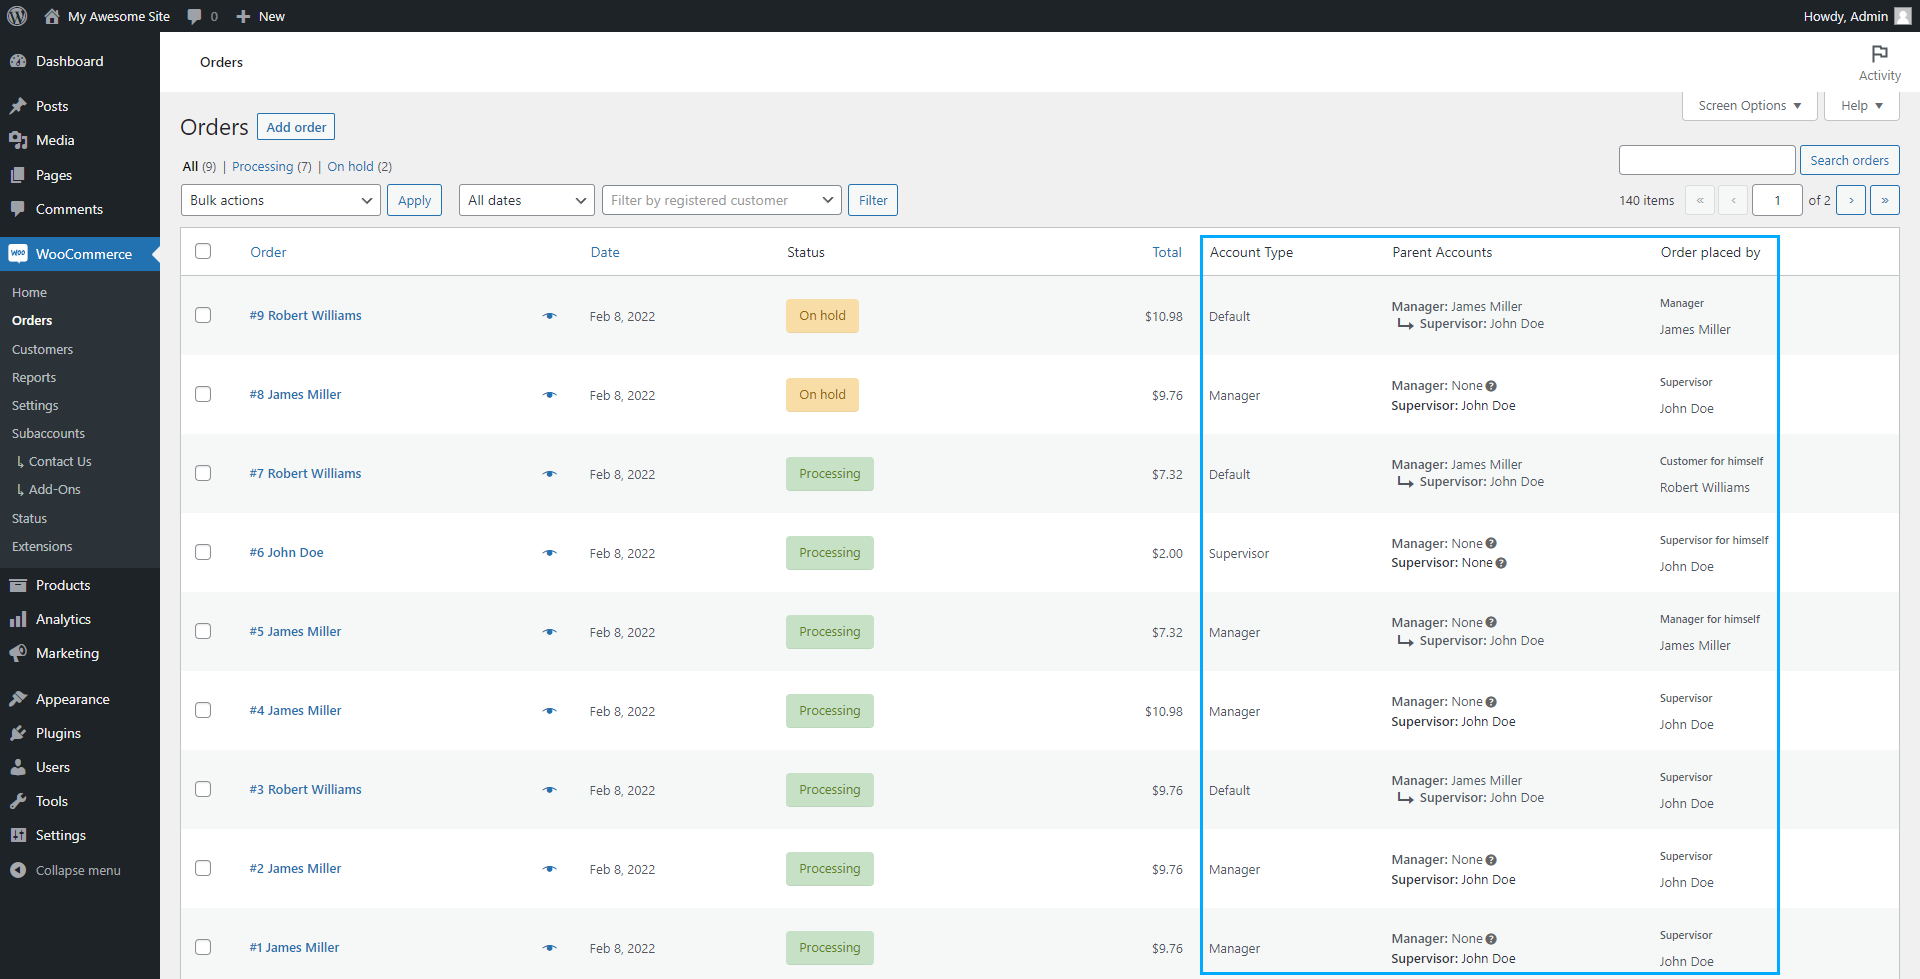 My Awesome Site 0 New Howdy, Admin
Dashboard
Posts
Media
Pages
Comments
WooCommerce
Home
Orders
Customers
Reports
Settings
Subaccounts
↳ Contact Us
↳ Add-Ons
Status
Extensions
Products
Analytics
Marketing
Appearance
Plugins
Users
Tools
Settings
Collapse menu
Orders
Activity
Screen Options ▼ Help ▼
Orders Add order
All (9) | Processing (7) | On hold (2)
Search orders
Bulk actions Apply All dates Filter by registered customer Filter
140 items « ‹ 1 of 2 › »
Order Date Status Total Account Type Parent Accounts Order placed by
#9 Robert Williams Feb 8, 2022 On hold $10.98 Default
Manager: James Miller
Supervisor: John Doe
Manager
James Miller
#8 James Miller Feb 8, 2022 On hold $9.76 Manager
Manager: None ?
Supervisor: John Doe
Supervisor
John Doe
#7 Robert Williams Feb 8, 2022 Processing $7.32 Default
Manager: James Miller
Supervisor: John Doe
Customer for himself
Robert Williams
#6 John Doe Feb 8, 2022 Processing $2.00 Supervisor
Manager: None ?
Supervisor: None ?
Supervisor for himself
John Doe
#5 James Miller Feb 8, 2022 Processing $7.32 Manager
Manager: None ?
Supervisor: John Doe
Manager for himself
James Miller
#4 James Miller Feb 8, 2022 Processing $10.98 Manager
Manager: None ?
Supervisor: John Doe
Supervisor
John Doe
#3 Robert Williams Feb 8, 2022 Processing $9.76 Default
Manager: James Miller
Supervisor: John Doe
Supervisor
John Doe
#2 James Miller Feb 8, 2022 Processing $9.76 Manager
Manager: None ?
Supervisor: John Doe
Supervisor
John Doe
#1 James Miller Feb 8, 2022 Processing $9.76 Manager
Manager: None ?
Supervisor: John Doe
Supervisor
John Doe